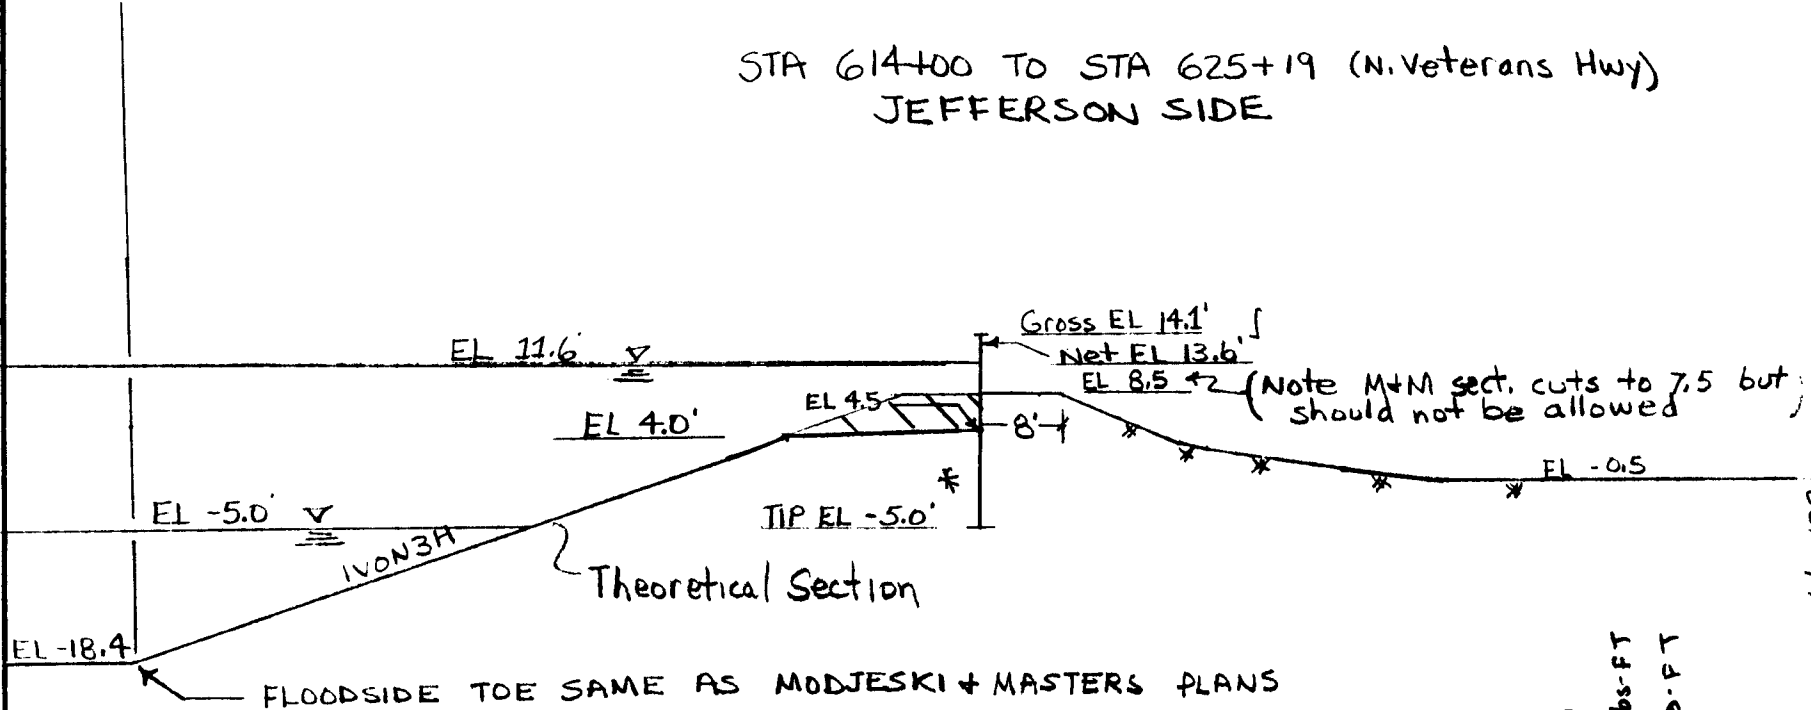 STA 614+00 TO STA 625+19 (N. Veterans Hwy)
JEFFERSON SIDE
Gross EL 14.1'
EL 11.6'
Net EL 13.6'
EL 8.5 (Note M+M sect. cuts to 7.5 but
should not be allowed)
EL 4.5
EL 4.0'
8'
EL -0.5
EL -5.0'
TIP EL -5.0'
1V ON 3H
Theoretical Section
EL -18.4
FLOODSIDE TOE SAME AS MODJESKI & MASTERS PLANS